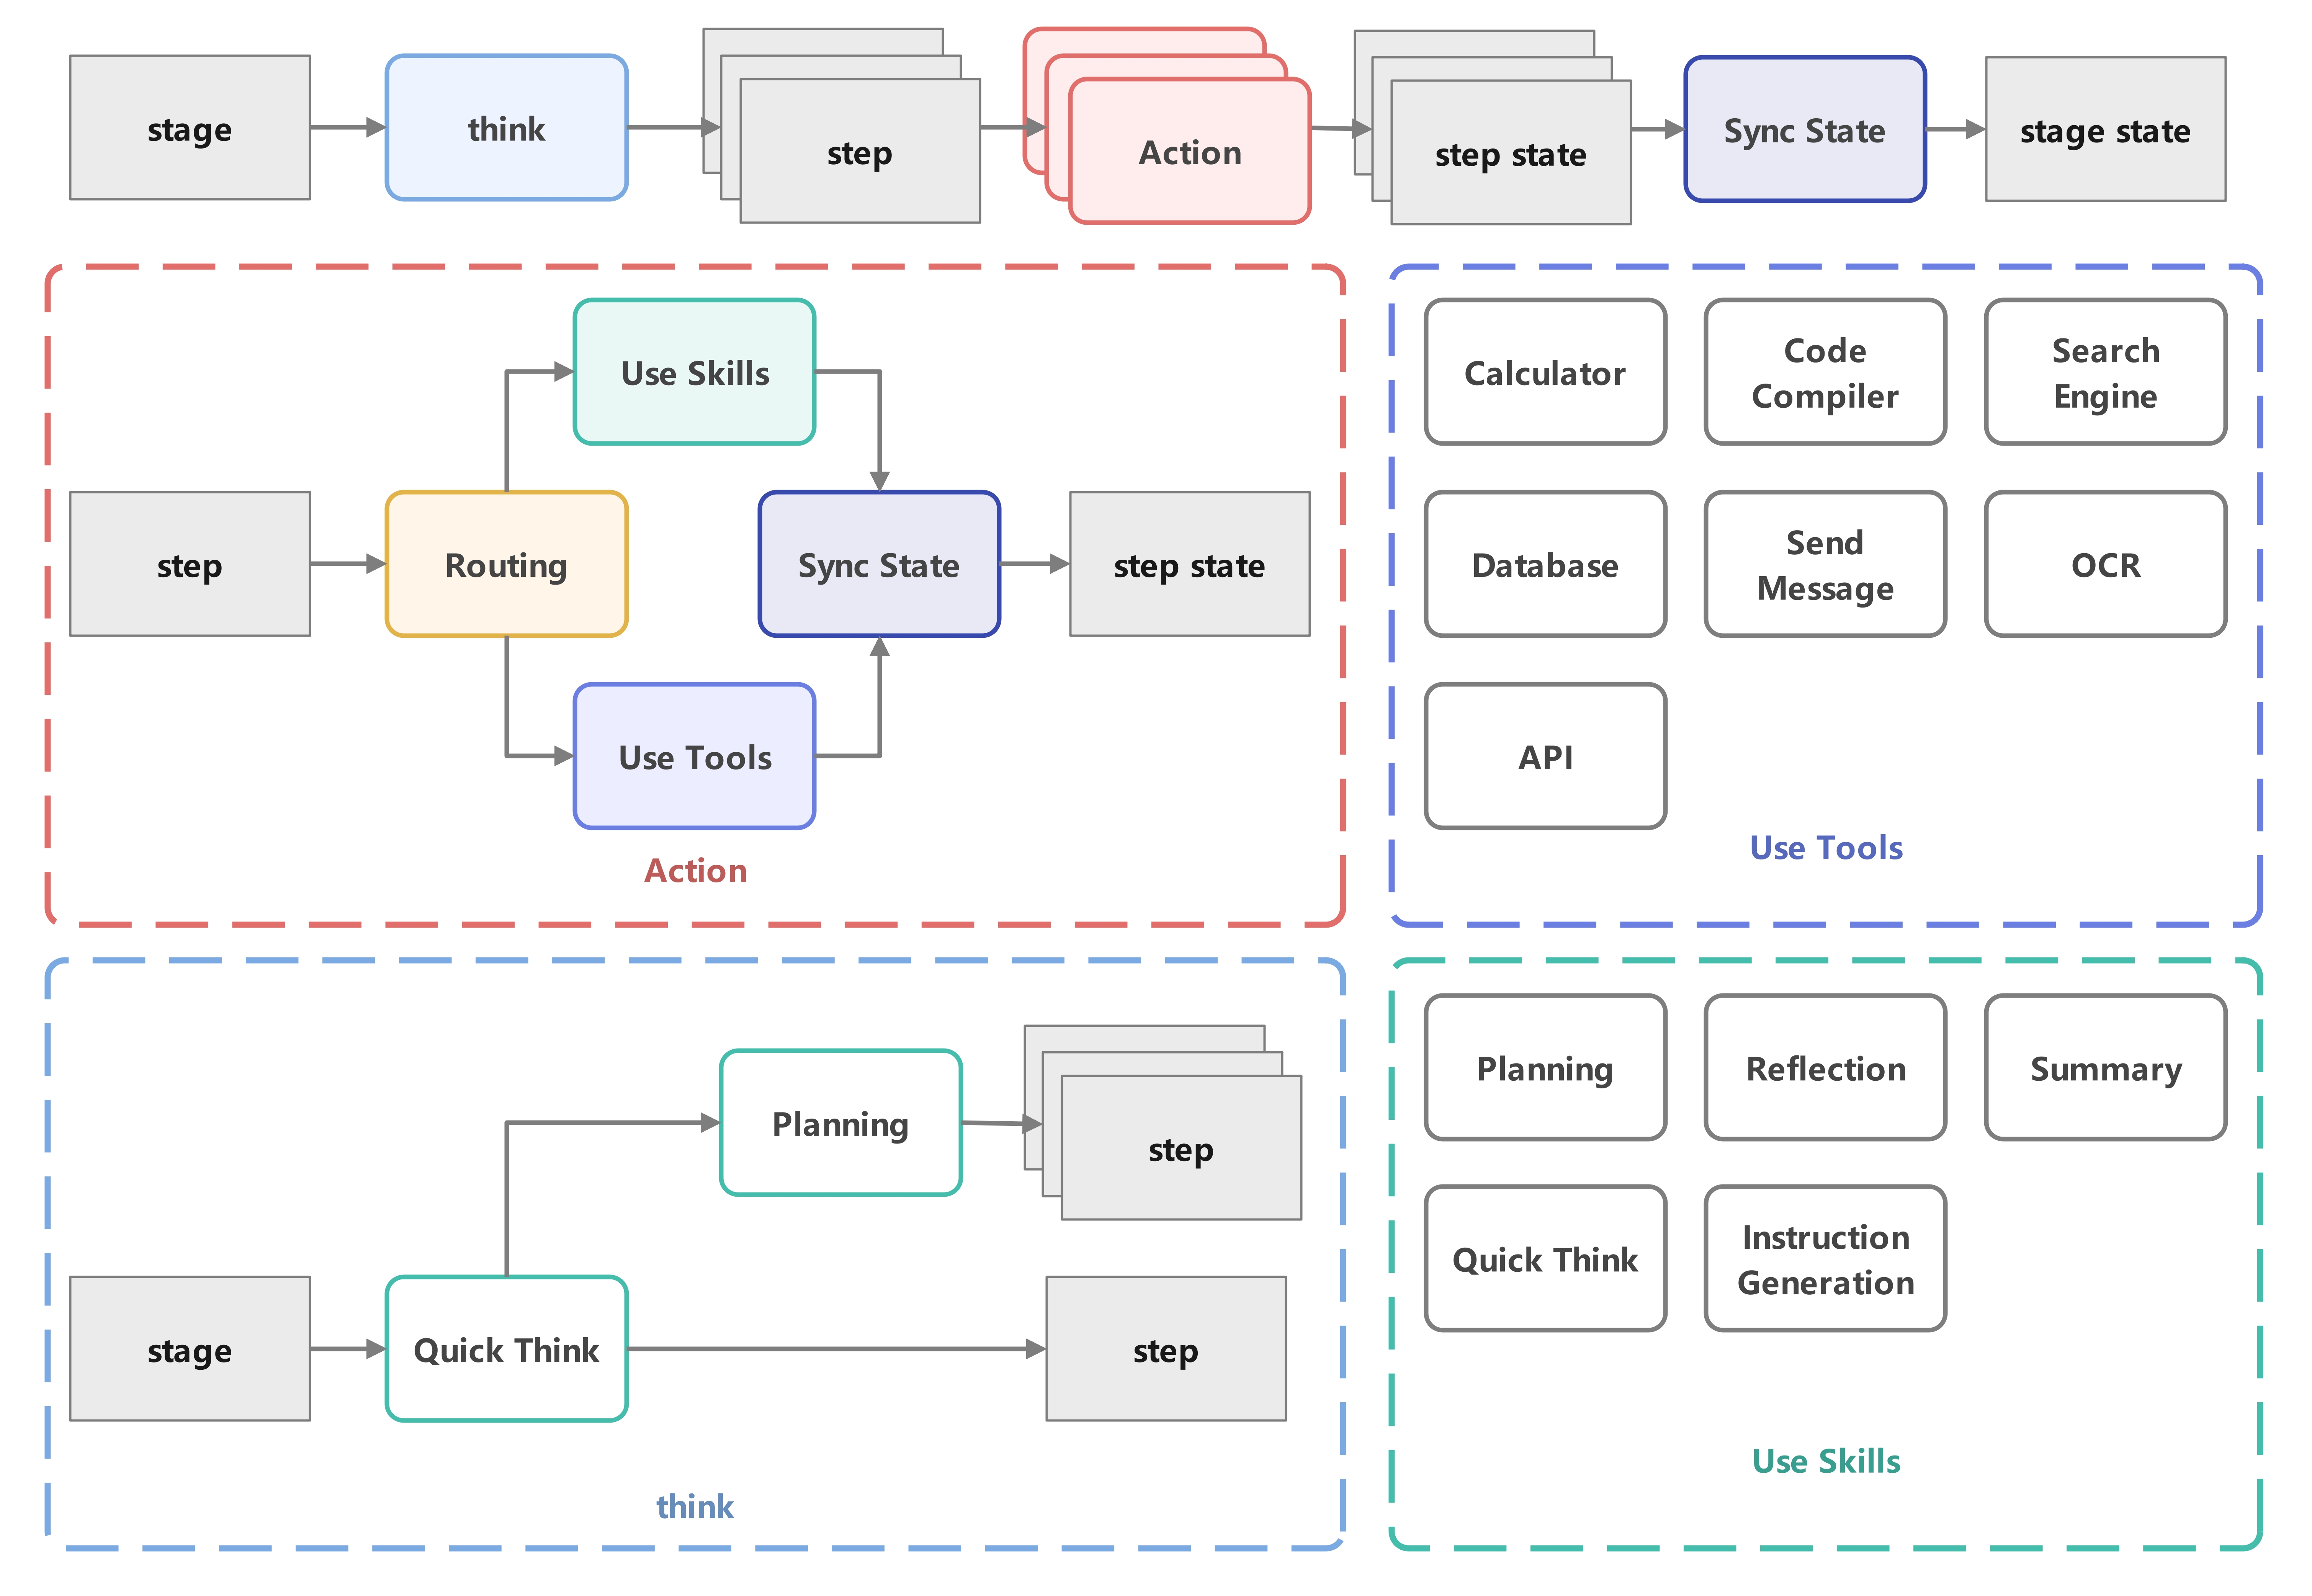 stage
think
step
Action
step state
Sync State
stage state
Use Skills
step
Routing
Sync State
step state
Use Tools
Action
Calculator
Code
Compiler
Search
Engine
Database
Send
Message
OCR
API
Use Tools
Planning
step
stage
Quick Think
step
think
Planning
Reflection
Summary
Quick Think
Instruction
Generation
Use Skills